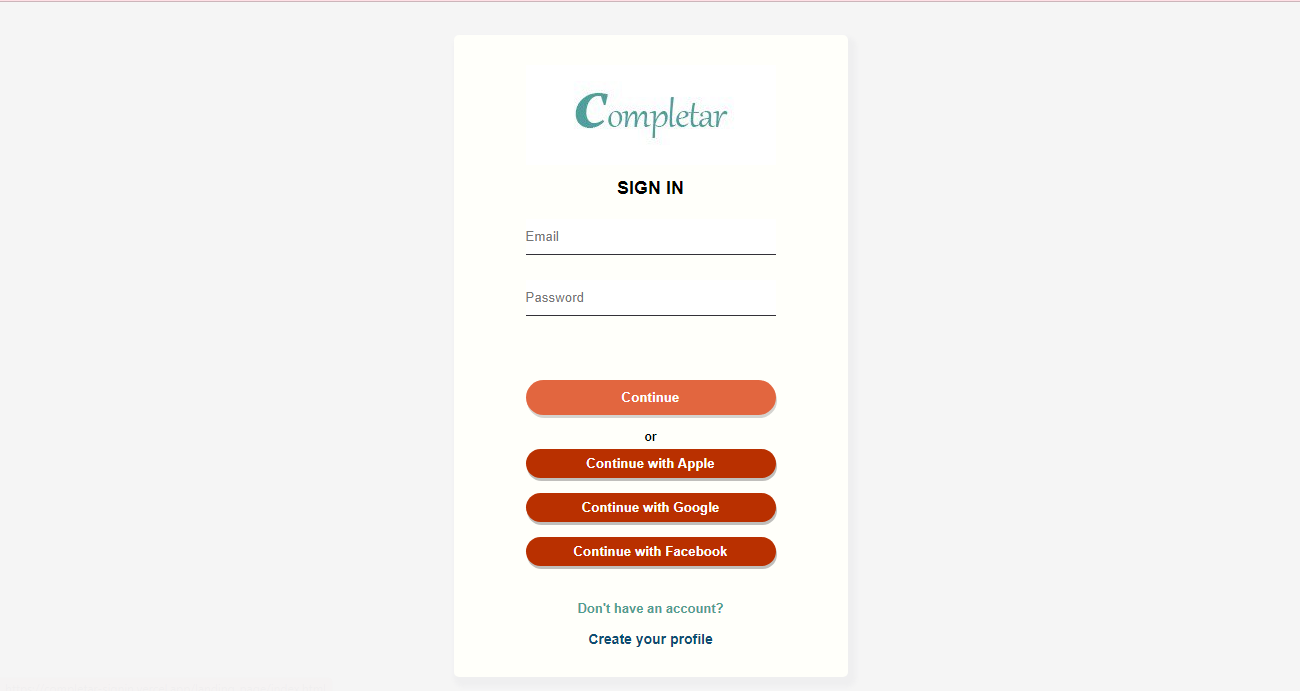 Completar
SIGN IN
Email
Password
Continue
or
Continue with Apple
Continue with Google
Continue with Facebook
Don't have an account?
Create your profile